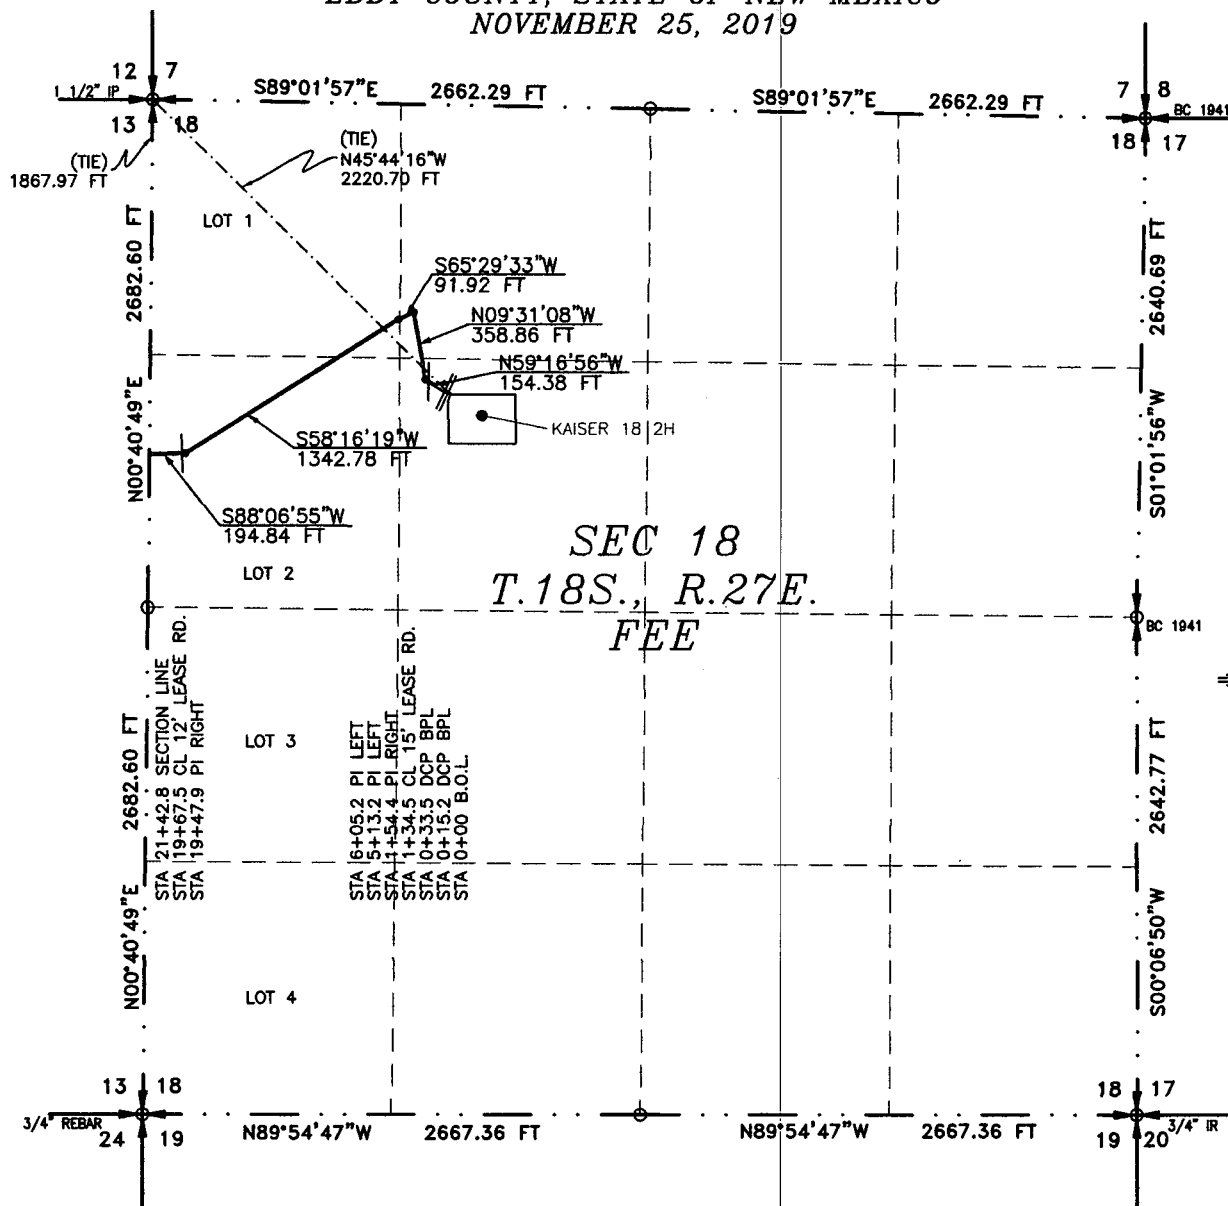 EDDY COUNTY, STATE OF NEW MEXICO
NOVEMBER 25, 2019
12 7
1 1/2" IP
13 18
S89°01'57"E 2662.29 FT
S89°01'57"E 2662.29 FT
7 8
BC 1941
18 17
(TIE)
1867.97 FT
(TIE)
N45°44'16"W
2220.70 FT
LOT 1
2682.60 FT
N00°40'49"E
S65°29'33"W
91.92 FT
N09°31'08"W
358.86 FT
N59°16'56"W
154.38 FT
KAISER 18 2H
S58°16'19"W
1342.78 FT
S88°06'55"W
194.84 FT
2640.69 FT
S01°01'56"W
LOT 2
SEC 18
T.18S., R.27E.
FEE
BC 1941
STA 21+42.8 SECTION LINE
STA 19+67.5 CL 12' LEASE RD.
STA 19+47.9 PI RIGHT
STA 6+05.2 PI LEFT
STA 5+13.2 PI LEFT
STA 1+54.4 PI RIGHT
STA 1+34.5 CL 15' LEASE RD.
STA 0+33.5 DCP BPL
STA 0+15.2 DCP BPL
STA 0+00 B.O.L.
LOT 3
2682.60 FT
N00°40'49"E
2642.77 FT
S00°06'50"W
LOT 4
13 18
3/4" REBAR
24 19
N89°54'47"W 2667.36 FT
N89°54'47"W 2667.36 FT
18 17
19 20
3/4" IR